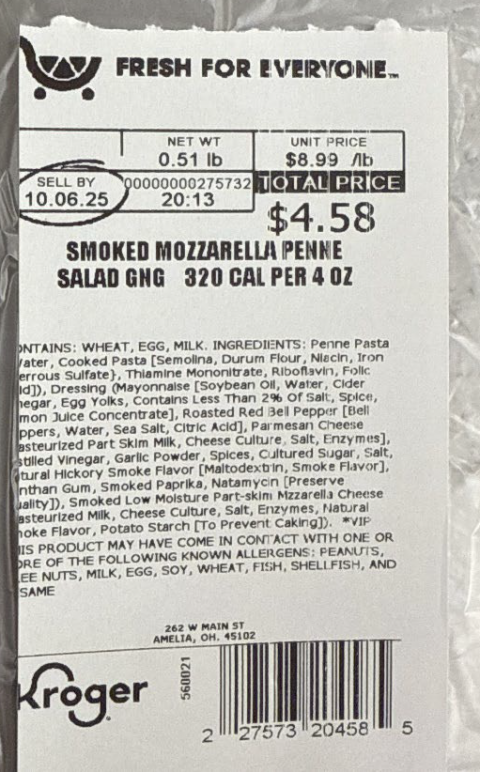 FRESH FOR EVERYONE™
NET WT
0.51 lb
UNIT PRICE
$8.99 /lb
SELL BY
10.06.25
00000000275732
20:13
TOTAL PRICE
$4.58
SMOKED MOZZARELLA PENNE
SALAD GNG 320 CAL PER 4 OZ
ONTAINS: WHEAT, EGG, MILK. INGREDIENTS: Penne Pasta
ater, Cooked Pasta [Semolina, Durum Flour, Niacin, Iron
errous Sulfate}, Thiamine Mononitrate, Riboflavin, Folic
id]), Dressing (Mayonnaise [Soybean Oil, Water, Cider
negar, Egg Yolks, Contains Less Than 2% of Salt, Spice,
mon Juice Concentrate], Roasted Red Bell Pepper [Bell
ppers, Water, Sea Salt, Citric Acid], Parmesan Cheese
asteurized Part Skim Milk, Cheese Culture, Salt, Enzymes],
stilled Vinegar, Garlic Powder, Spices, Cultured Sugar, Salt,
tural Hickory Smoke Flavor [Maltodextrin, Smoke Flavor],
nthan Gum, Smoked Paprika, Natamycin [Preserve
uality]), Smoked Low Moisture Part-skim Mzzarella Cheese
asteurized Milk, Cheese Culture, Salt, Enzymes, Natural
noke Flavor, Potato Starch [To Prevent Caking]). *VIP
IS PRODUCT MAY HAVE COME IN CONTACT WITH ONE OR
ORE OF THE FOLLOWING KNOWN ALLERGENS: PEANUTS,
EE NUTS, MILK, EGG, SOY, WHEAT, FISH, SHELLFISH, AND
SAME
262 W MAIN ST
AMELIA, OH. 45102
Kroger
560021
2 27573 20458 5